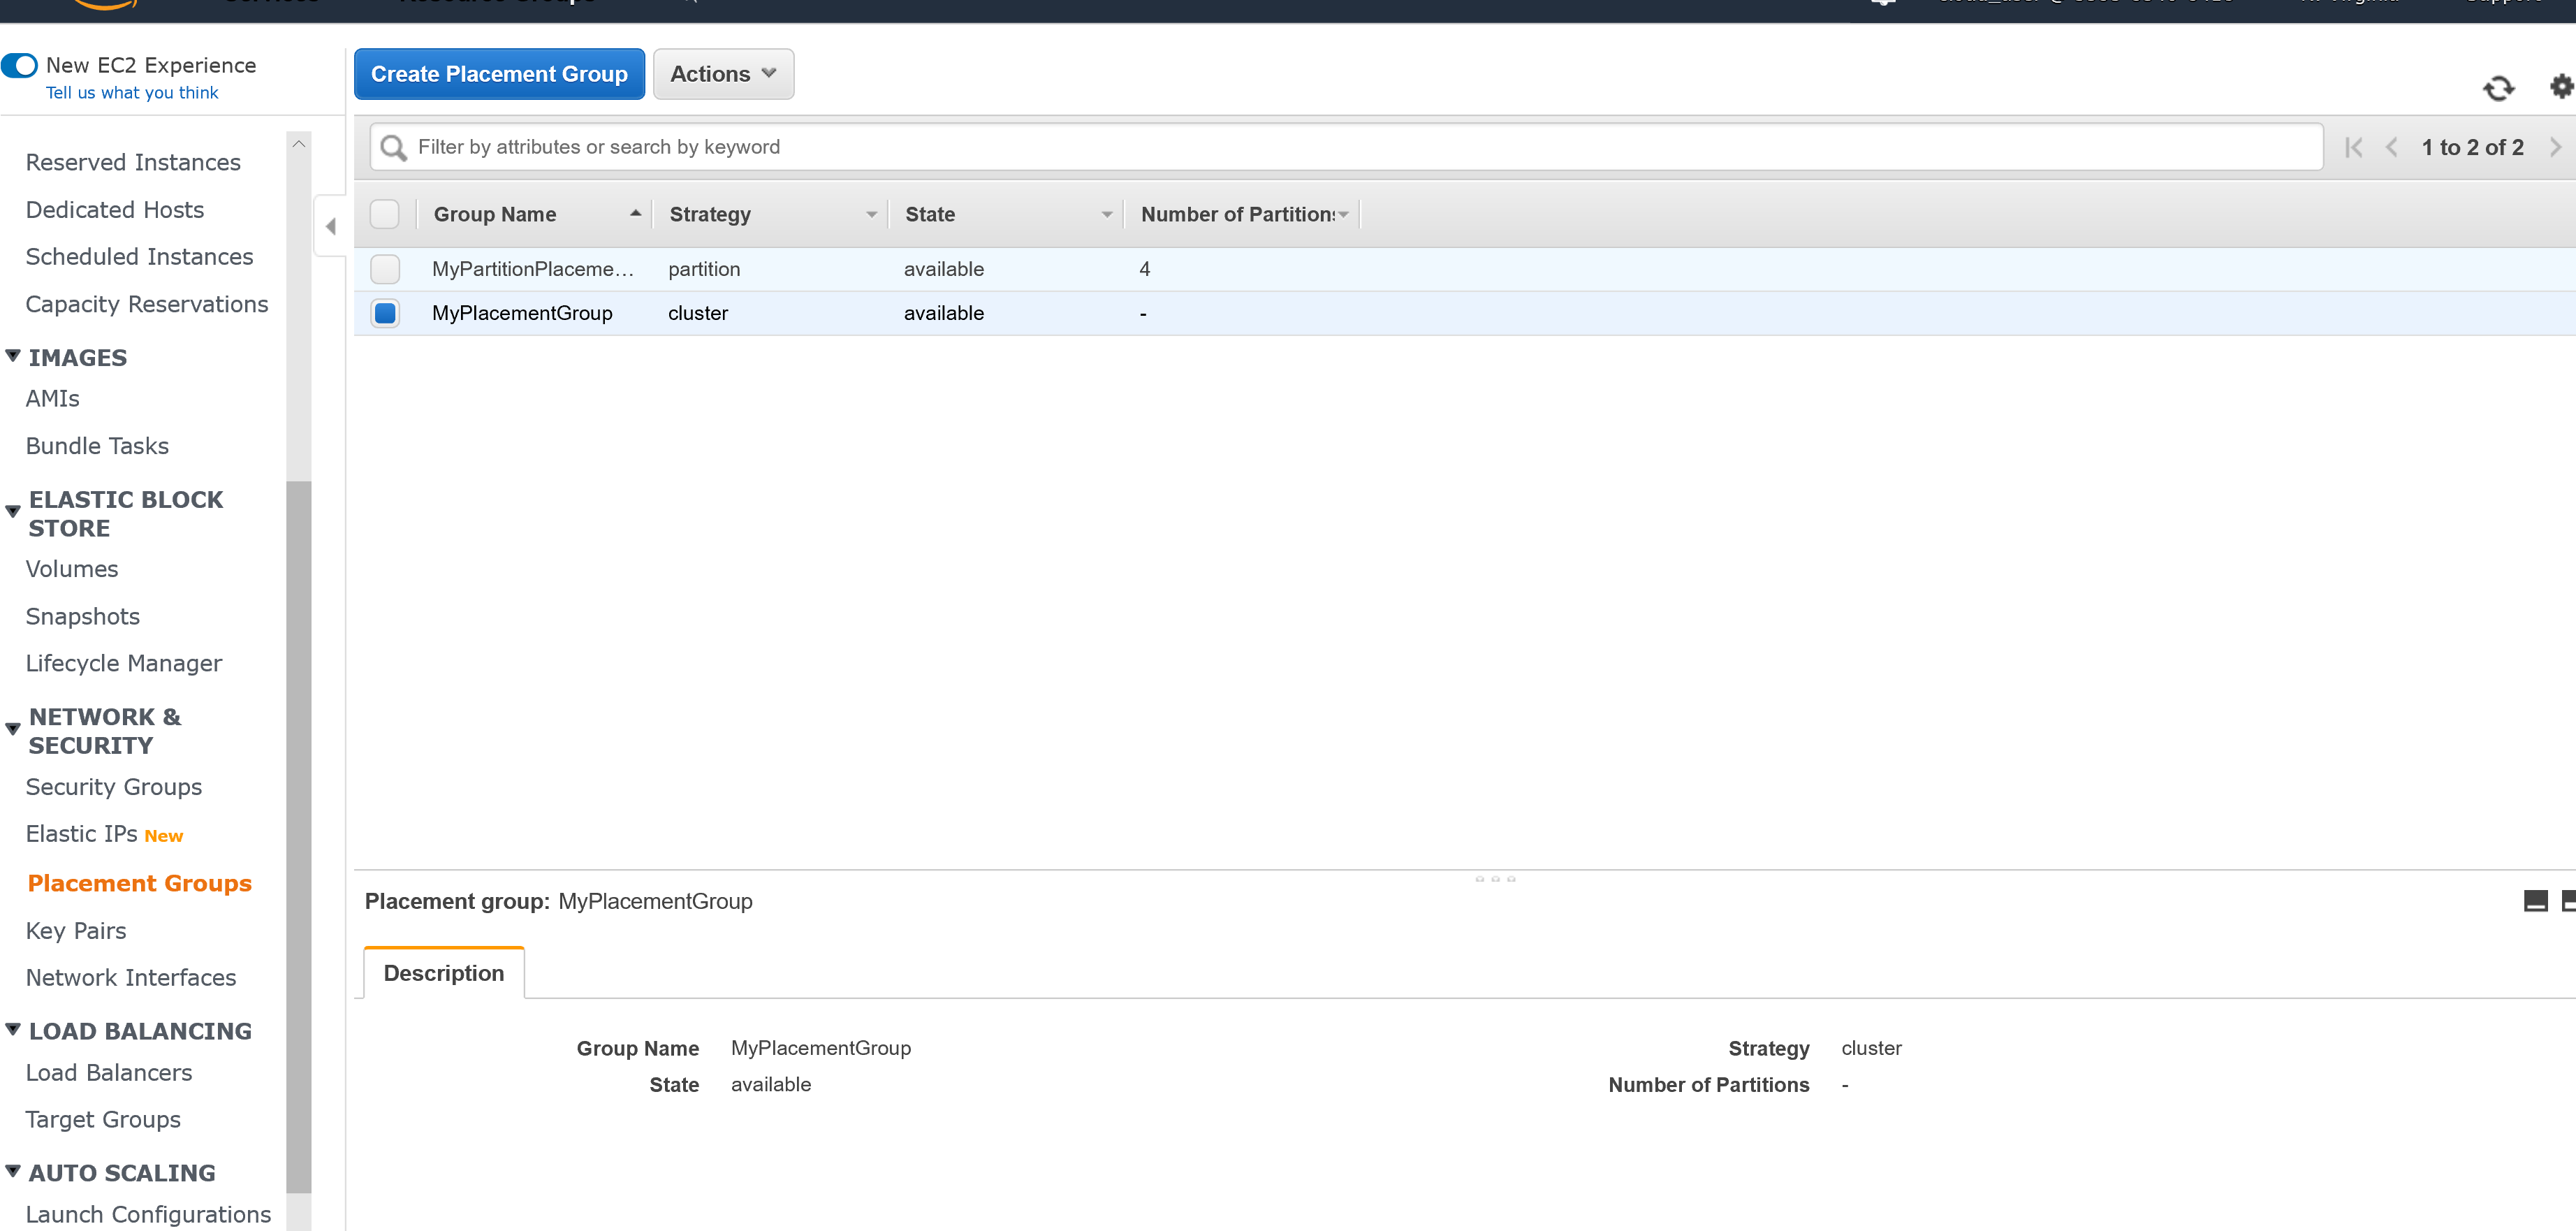 New EC2 Experience
Tell us what you think
Reserved Instances
Dedicated Hosts
Scheduled Instances
Capacity Reservations
IMAGES
AMIs
Bundle Tasks
ELASTIC BLOCK
STORE
Volumes
Snapshots
Lifecycle Manager
NETWORK &
SECURITY
Security Groups
Elastic IPs New
Placement Groups
Key Pairs
Network Interfaces
LOAD BALANCING
Load Balancers
Target Groups
AUTO SCALING
Launch Configurations
Create Placement Group Actions
Filter by attributes or search by keyword 1 to 2 of 2
Group Name Strategy State Number of Partitions
MyPartitionPlaceme… partition available 4
MyPlacementGroup cluster available -
Placement group: MyPlacementGroup
Description
Group Name MyPlacementGroup Strategy cluster
State available Number of Partitions -